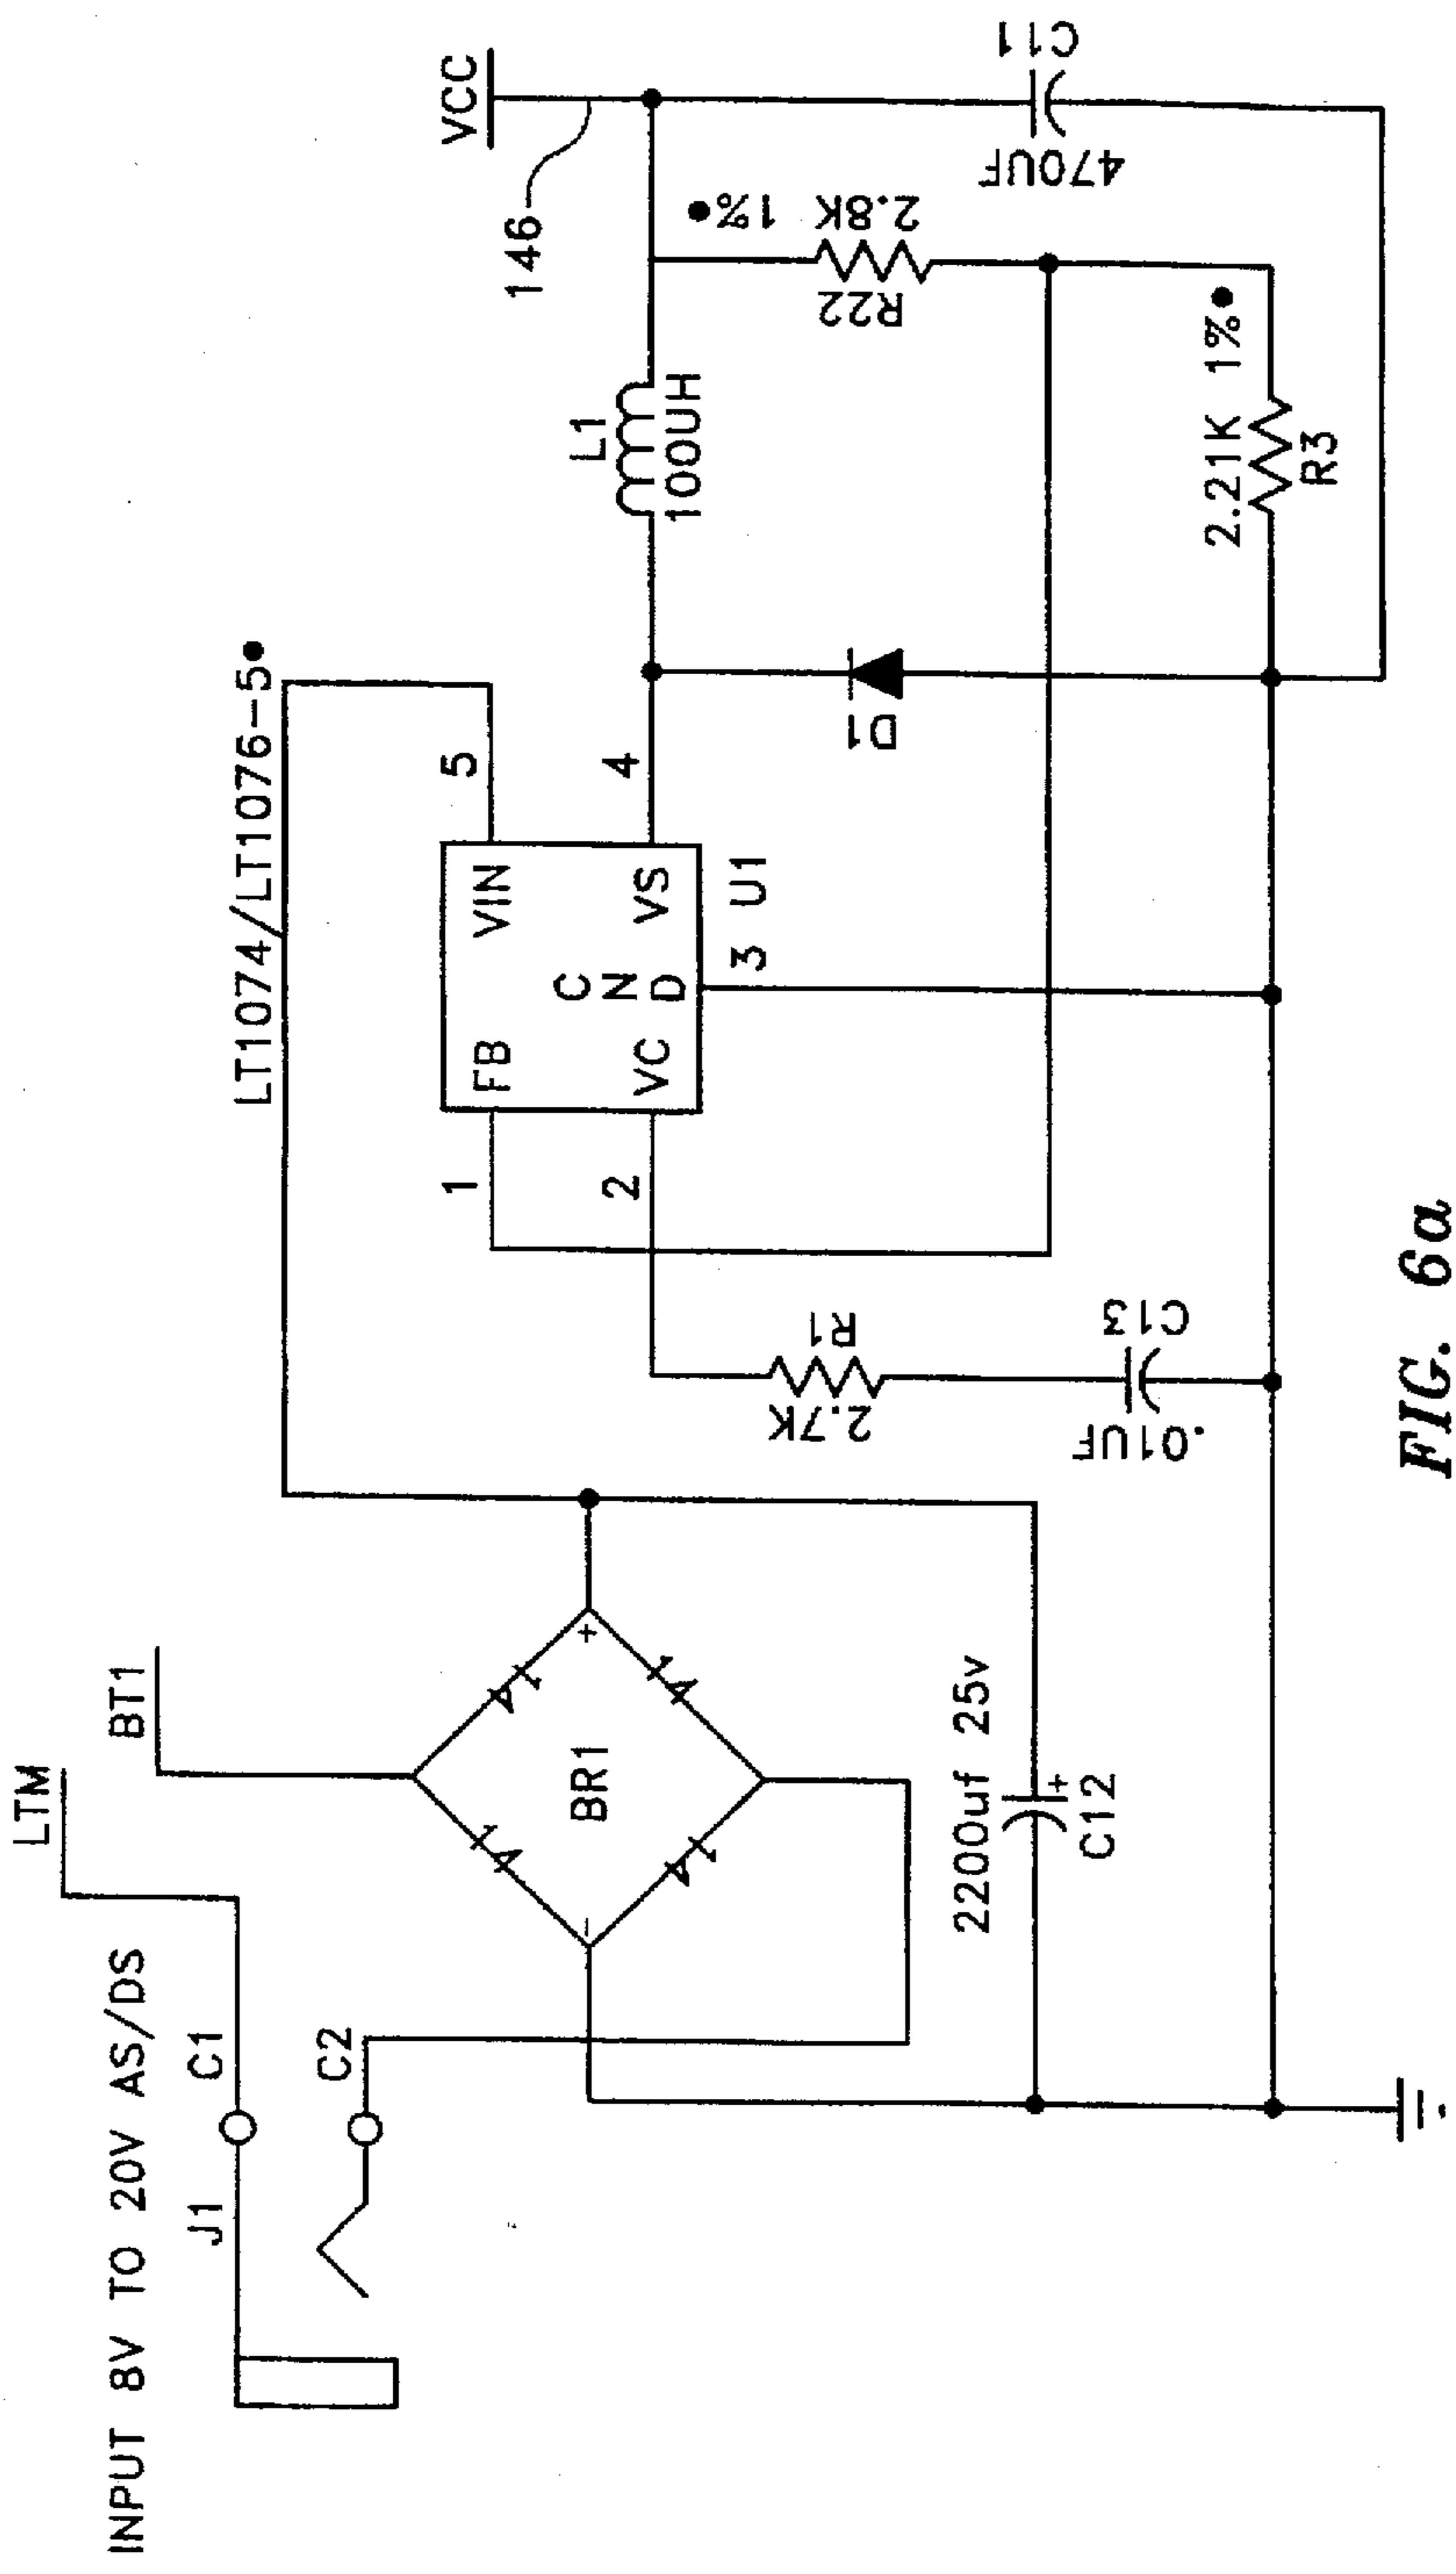 INPUT 8V TO 20V AS/DS
J1
C1
C2
LTM
BT1
BR1
+
-
2200uf 25v
+
C12
LT1074/LT1076-5
1
2
5
4
3
FB
VIN
VC
VS
C
N
D
U1
R1
2.7K
C13
.01UF
D1
L1
100UH
VCC
146
R22
2.8K 1%
2.21K 1%
R3
C11
470UF
FIG. 6a